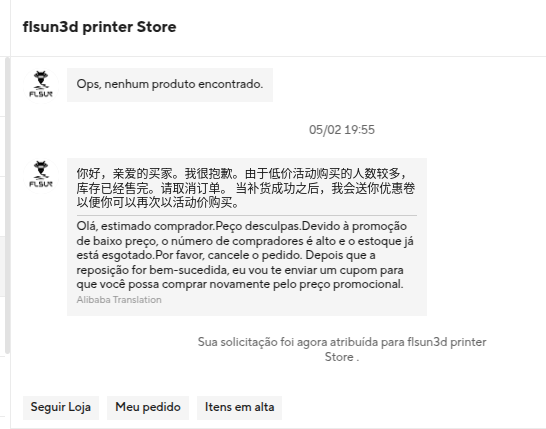 flsun3d printer Store
FLSUN
Ops, nenhum produto encontrado.
05/02 19:55
FLSUN
你好，亲爱的买家。我很抱歉。由于低价活动购买的人数较多，
库存已经售完。请取消订单。 当补货成功之后，我会送你优惠卷
以便你可以再次以活动价购买。
Olá, estimado comprador.Peço desculpas.Devido à promoção
de baixo preço, o número de compradores é alto e o estoque já
está esgotado.Por favor, cancele o pedido. Depois que a
reposição for bem-sucedida, eu vou te enviar um cupom para
que você possa comprar novamente pelo preço promocional.
Alibaba Translation
Sua solicitação foi agora atribuída para flsun3d printer
Store .
Seguir Loja
Meu pedido
Itens em alta